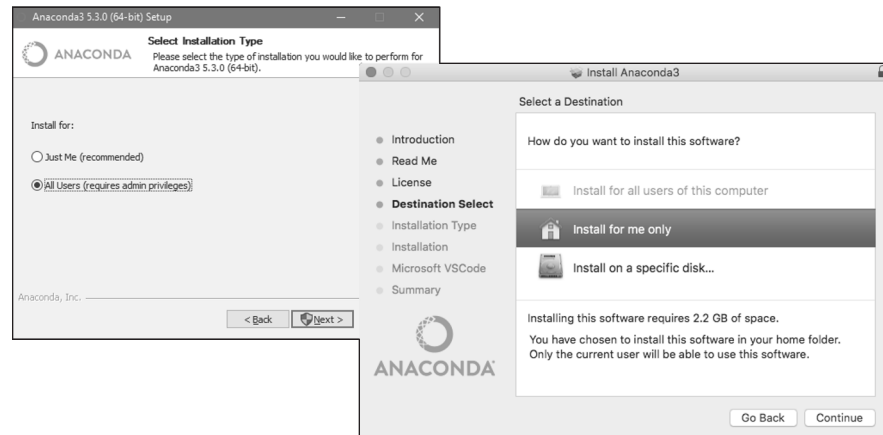 Anaconda3 5.3.0 (64-bit) Setup
ANACONDA
Select Installation Type
Please select the type of installation you would like to perform for
Anaconda3 5.3.0 (64-bit).
Install for:
Just Me (recommended)
All Users (requires admin privileges)
Anaconda, Inc.
< Back
Next >
Install Anaconda3
Select a Destination
Introduction
Read Me
License
Destination Select
Installation Type
Installation
Microsoft VSCode
Summary
ANACONDA
How do you want to install this software?
Install for all users of this computer
Install for me only
Install on a specific disk...
Installing this software requires 2.2 GB of space.
You have chosen to install this software in your home folder.
Only the current user will be able to use this software.
Go Back
Continue